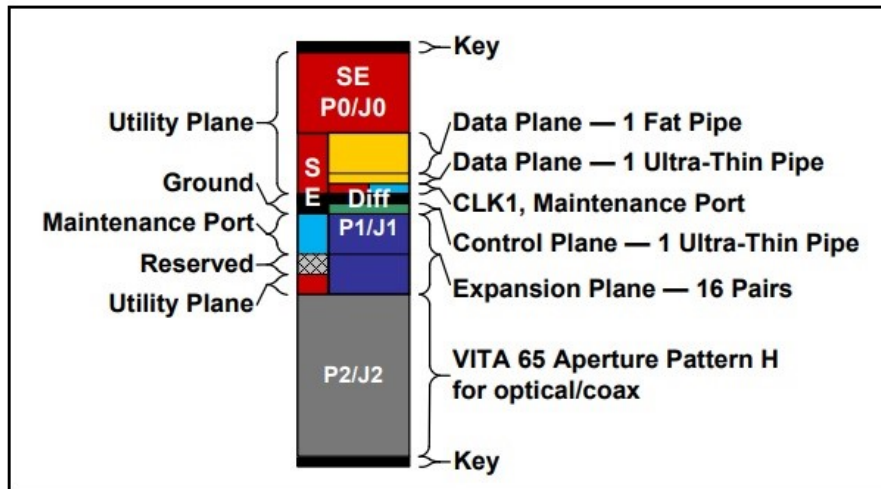 Key
SE
P0/J0
Utility Plane
Data Plane — 1 Fat Pipe
S
E
Data Plane — 1 Ultra-Thin Pipe
Ground
Diff
CLK1, Maintenance Port
Maintenance Port
P1/J1
Control Plane — 1 Ultra-Thin Pipe
Reserved
Expansion Plane — 16 Pairs
Utility Plane
VITA 65 Aperture Pattern H
for optical/coax
P2/J2
Key